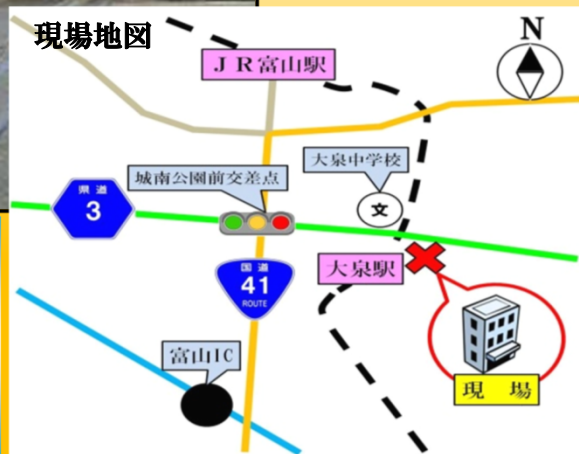 現場地図
N
JR富山駅
大泉中学校
城南公園前交差点
文
県道
3
大泉駅
国道
41
ROUTE
富山IC
現場